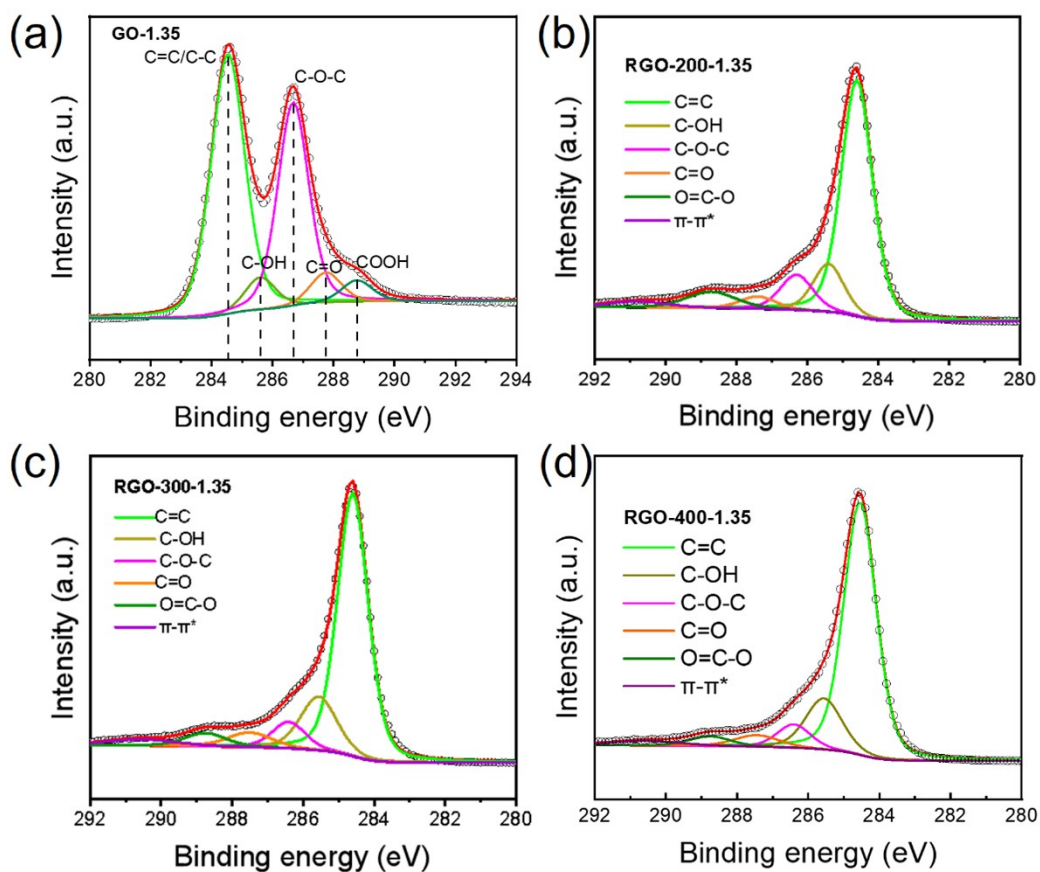 (a)
GO-1.35
C=C/C-C
C-O-C
C-OH
C=O
COOH
Intensity (a.u.)
280 282 284 286 288 290 292 294
Binding energy (eV)
(b)
RGO-200-1.35
C=C
C-OH
C-O-C
C=O
O=C-O
π-π*
Intensity (a.u.)
292 290 288 286 284 282 280
Binding energy (eV)
(c)
RGO-300-1.35
C=C
C-OH
C-O-C
C=O
O=C-O
π-π*
Intensity (a.u.)
292 290 288 286 284 282 280
Binding energy (eV)
(d)
RGO-400-1.35
C=C
C-OH
C-O-C
C=O
O=C-O
π-π*
Intensity (a.u.)
292 290 288 286 284 282 280
Binding energy (eV)